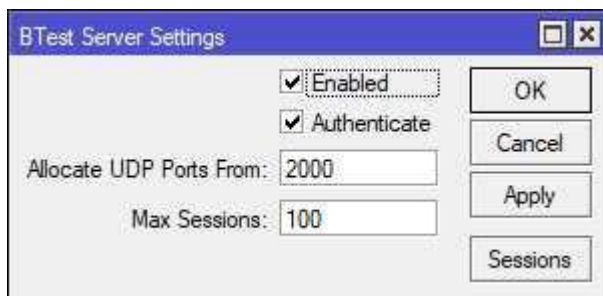 BTest Server Settings
Enabled
Authenticate
Allocate UDP Ports From: 2000
Max Sessions: 100
OK
Cancel
Apply
Sessions